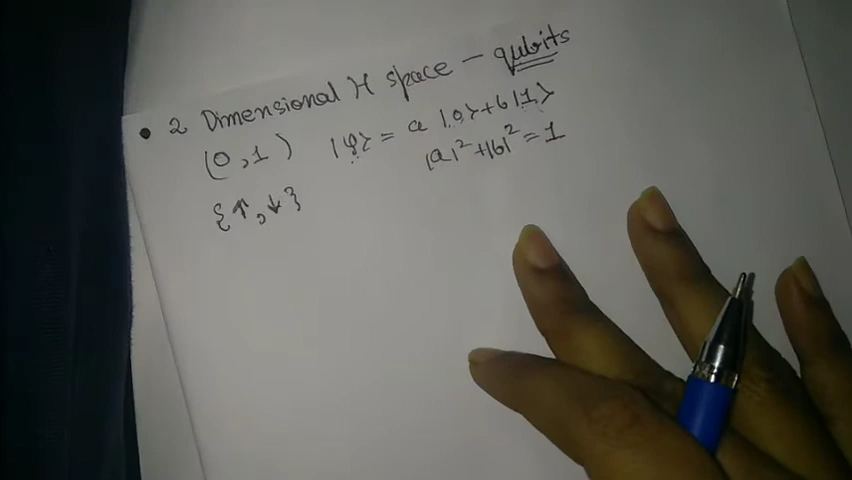 • 2 Dimensional H space - qubits
(0,1) |φ> = a |0>+b|1>
|a|²+|b|²=1
{↑,↓}